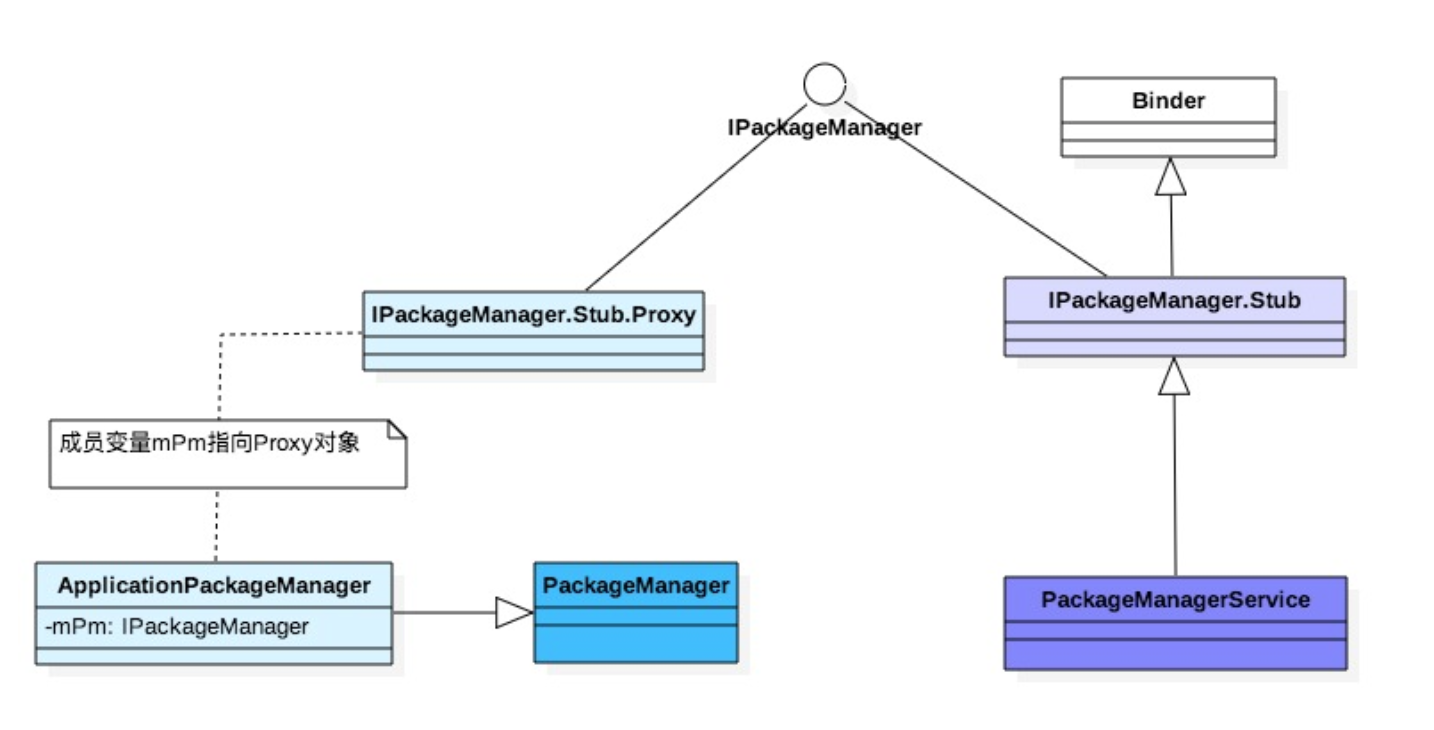 IPackageManager
Binder
IPackageManager.Stub.Proxy
IPackageManager.Stub
成员变量mPm指向Proxy对象
ApplicationPackageManager
-mPm: IPackageManager
PackageManager
PackageManagerService